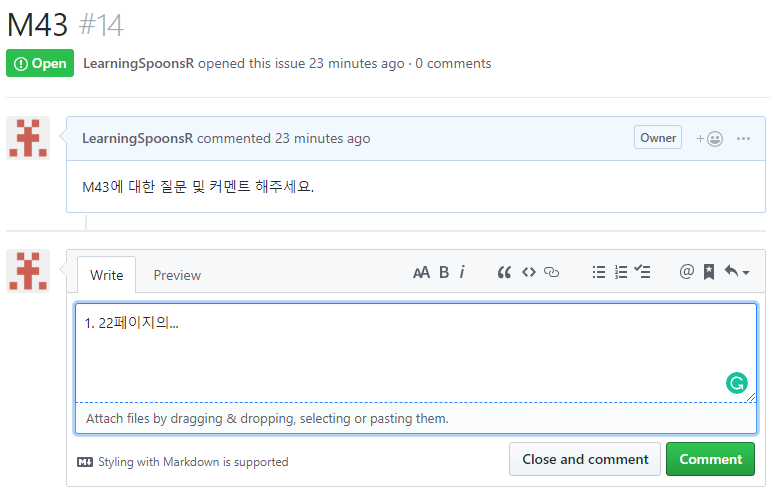 M43 #14
Open LearningSpoonsR opened this issue 23 minutes ago · 0 comments
LearningSpoonsR commented 23 minutes ago Owner
M43에 대한 질문 및 커멘트 해주세요.
Write Preview AA B i
1. 22페이지의...
Attach files by dragging & dropping, selecting or pasting them.
Styling with Markdown is supported Close and comment Comment